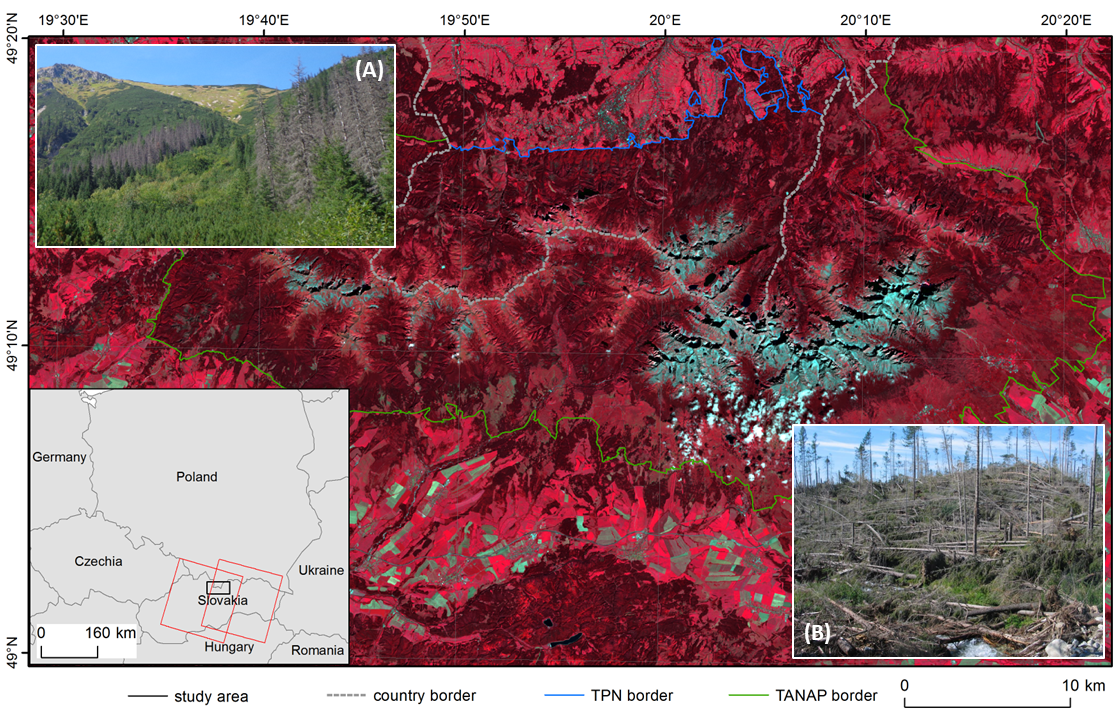 19°30'E 19°40'E 19°50'E 20°E 20°10'E 20°20'E
49°20'N
(A)
49°10'N
Germany
Poland
Czechia
Ukraine
Slovakia
Hungary
Romania
0 160 km
(B)
49°N
study area country border TPN border TANAP border
0 10 km